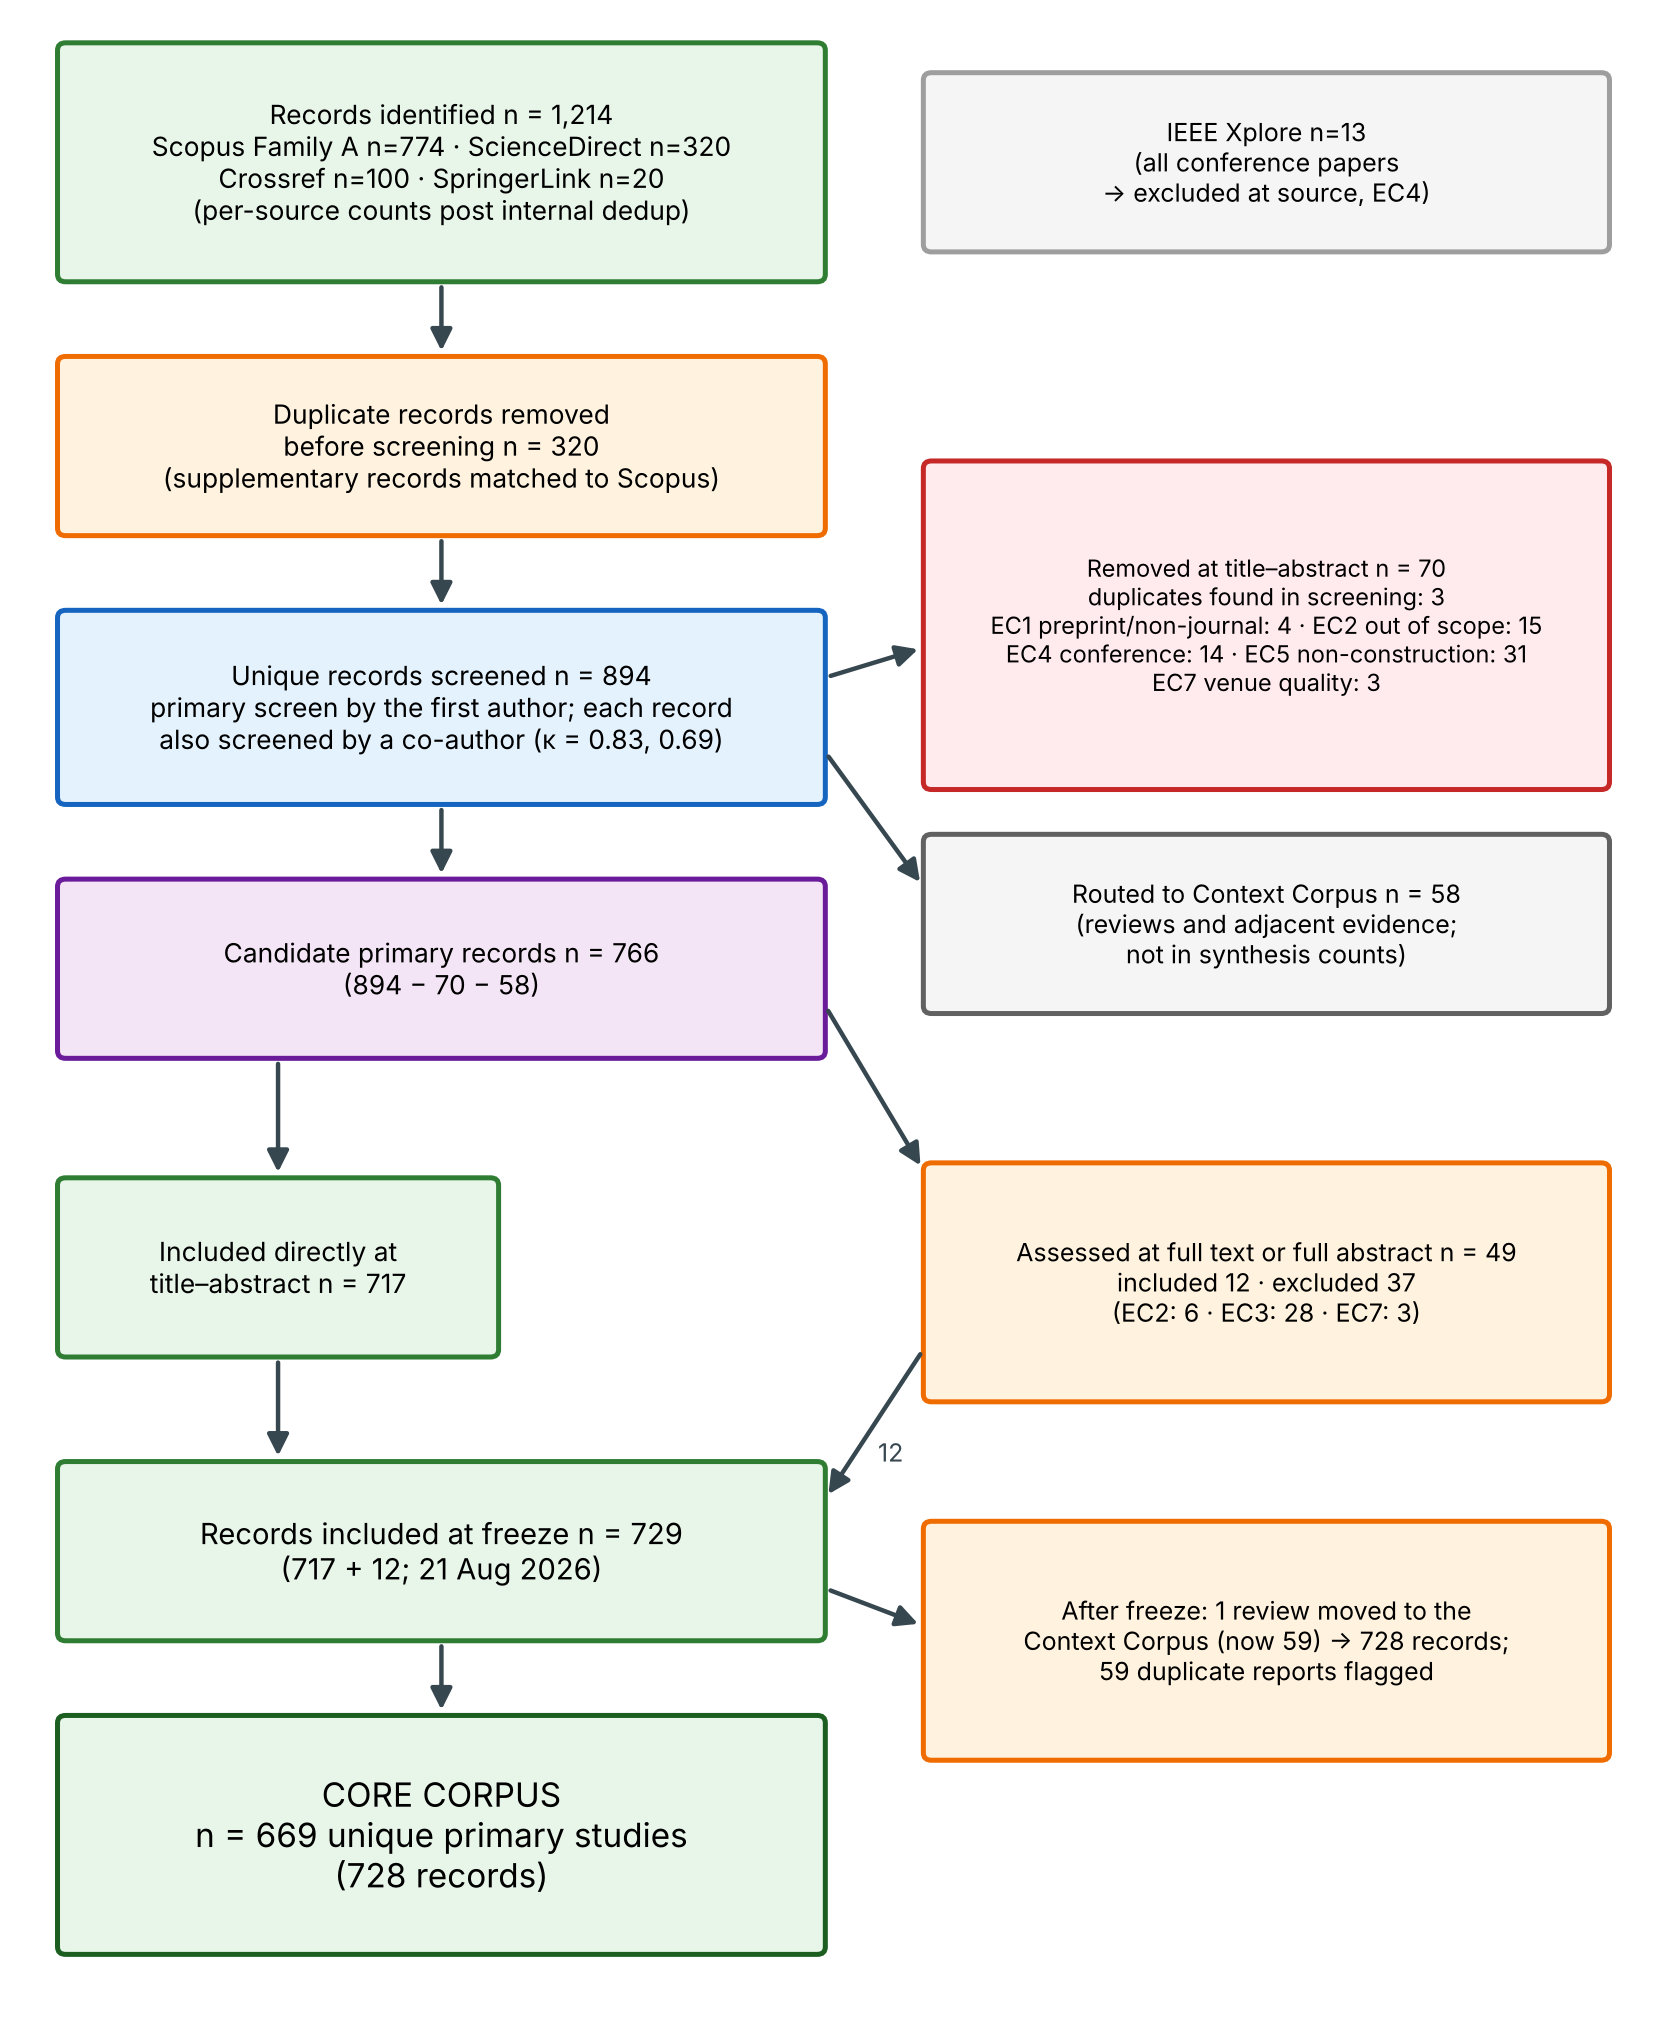 Records identified n = 1,214
Scopus Family A n=774 · ScienceDirect n=320
Crossref n=100 · SpringerLink n=20
(per-source counts post internal dedup)
IEEE Xplore n=13
(all conference papers
→ excluded at source, EC4)
Duplicate records removed
before screening n = 320
(supplementary records matched to Scopus)
Removed at title–abstract n = 70
duplicates found in screening: 3
EC1 preprint/non-journal: 4 · EC2 out of scope: 15
EC4 conference: 14 · EC5 non-construction: 31
EC7 venue quality: 3
Unique records screened n = 894
primary screen by the first author; each record
also screened by a co-author (κ = 0.83, 0.69)
Routed to Context Corpus n = 58
(reviews and adjacent evidence;
not in synthesis counts)
Candidate primary records n = 766
(894 − 70 − 58)
Included directly at
title–abstract n = 717
Assessed at full text or full abstract n = 49
included 12 · excluded 37
(EC2: 6 · EC3: 28 · EC7: 3)
12
Records included at freeze n = 729
(717 + 12; 21 Aug 2026)
After freeze: 1 review moved to the
Context Corpus (now 59) → 728 records;
59 duplicate reports flagged
CORE CORPUS
n = 669 unique primary studies
(728 records)